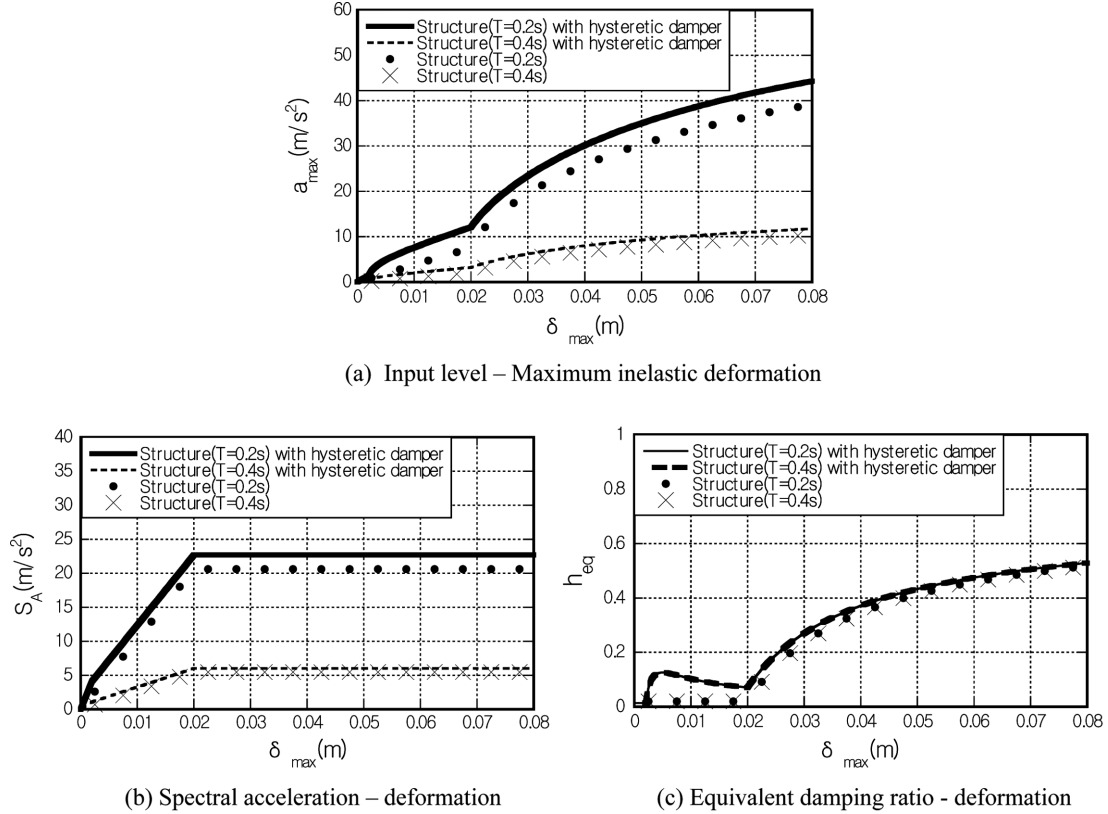 60
50
40
30
20
10
0
a max (m/s²)
Structure(T=0.2s) with hysteretic damper
Structure(T=0.4s) with hysteretic damper
Structure(T=0.2s)
Structure(T=0.4s)
0 0.01 0.02 0.03 0.04 0.05 0.06 0.07 0.08
δ max (m)
(a) Input level – Maximum inelastic deformation
40
35
30
25
20
15
10
5
0
S A (m/s²)
Structure(T=0.2s) with hysteretic damper
Structure(T=0.4s) with hysteretic damper
Structure(T=0.2s)
Structure(T=0.4s)
0 0.01 0.02 0.03 0.04 0.05 0.06 0.07 0.08
δ max (m)
(b) Spectral acceleration – deformation
1
0.8
0.6
0.4
0.2
0
h eq
Structure(T=0.2s) with hysteretic damper
Structure(T=0.4s) with hysteretic damper
Structure(T=0.2s)
Structure(T=0.4s)
0 0.01 0.02 0.03 0.04 0.05 0.06 0.07 0.08
δ max (m)
(c) Equivalent damping ratio - deformation